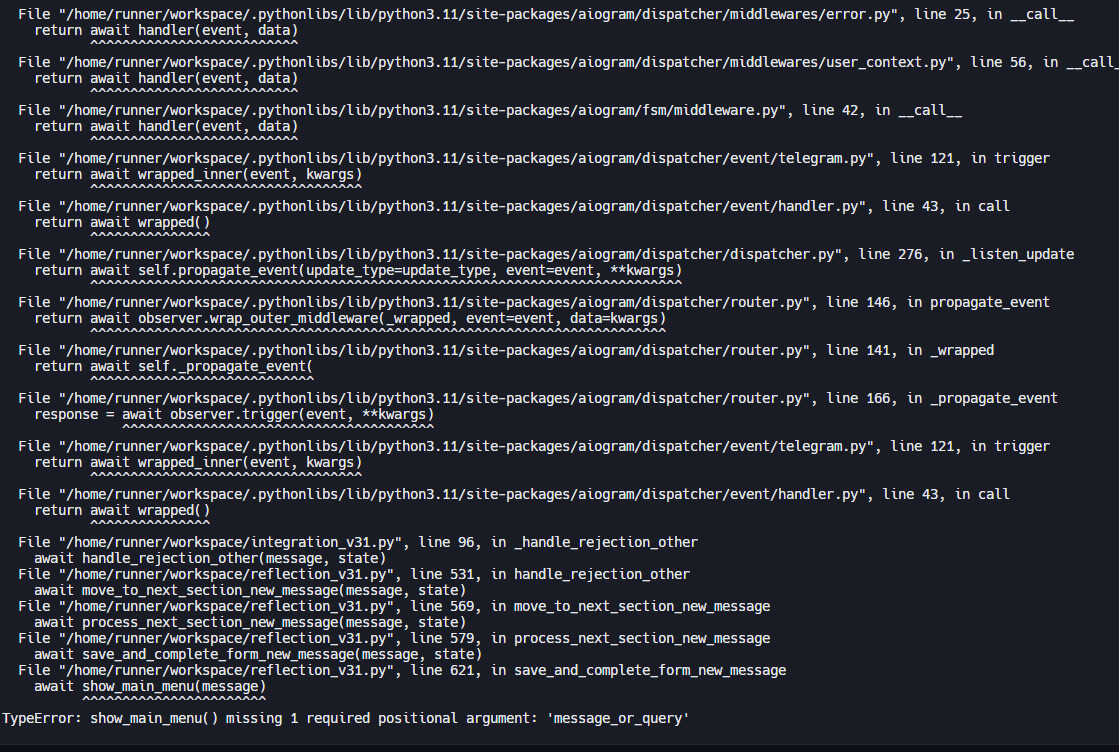 File "/home/runner/workspace/.pythonlibs/lib/python3.11/site-packages/aiogram/dispatcher/middlewares/error.py", line 25, in __call__
return await handler(event, data)
^^^^^^^^^^^^^^^^^^^^^^^^^^
File "/home/runner/workspace/.pythonlibs/lib/python3.11/site-packages/aiogram/dispatcher/middlewares/user_context.py", line 56, in __call_
return await handler(event, data)
^^^^^^^^^^^^^^^^^^^^^^^^^^
File "/home/runner/workspace/.pythonlibs/lib/python3.11/site-packages/aiogram/fsm/middleware.py", line 42, in __call__
return await handler(event, data)
^^^^^^^^^^^^^^^^^^^^^^^^^^
File "/home/runner/workspace/.pythonlibs/lib/python3.11/site-packages/aiogram/dispatcher/event/telegram.py", line 121, in trigger
return await wrapped_inner(event, kwargs)
^^^^^^^^^^^^^^^^^^^^^^^^^^^^^^^^^^
File "/home/runner/workspace/.pythonlibs/lib/python3.11/site-packages/aiogram/dispatcher/event/handler.py", line 43, in call
return await wrapped()
^^^^^^^^^^^^^^^
File "/home/runner/workspace/.pythonlibs/lib/python3.11/site-packages/aiogram/dispatcher/dispatcher.py", line 276, in _listen_update
return await self.propagate_event(update_type=update_type, event=event, **kwargs)
^^^^^^^^^^^^^^^^^^^^^^^^^^^^^^^^^^^^^^^^^^^^^^^^^^^^^^^^^^^^^^^^^^^^^^^^^^
File "/home/runner/workspace/.pythonlibs/lib/python3.11/site-packages/aiogram/dispatcher/router.py", line 146, in propagate_event
return await observer.wrap_outer_middleware(_wrapped, event=event, data=kwargs)
^^^^^^^^^^^^^^^^^^^^^^^^^^^^^^^^^^^^^^^^^^^^^^^^^^^^^^^^^^^^^^^^^^^^^^^^
File "/home/runner/workspace/.pythonlibs/lib/python3.11/site-packages/aiogram/dispatcher/router.py", line 141, in _wrapped
return await self._propagate_event(
^^^^^^^^^^^^^^^^^^^^^^^^^^^^
File "/home/runner/workspace/.pythonlibs/lib/python3.11/site-packages/aiogram/dispatcher/router.py", line 166, in _propagate_event
response = await observer.trigger(event, **kwargs)
^^^^^^^^^^^^^^^^^^^^^^^^^^^^^^^^^^^^^^^
File "/home/runner/workspace/.pythonlibs/lib/python3.11/site-packages/aiogram/dispatcher/event/telegram.py", line 121, in trigger
return await wrapped_inner(event, kwargs)
^^^^^^^^^^^^^^^^^^^^^^^^^^^^^^^^^^
File "/home/runner/workspace/.pythonlibs/lib/python3.11/site-packages/aiogram/dispatcher/event/handler.py", line 43, in call
return await wrapped()
^^^^^^^^^^^^^^^
File "/home/runner/workspace/integration_v31.py", line 96, in _handle_rejection_other
await handle_rejection_other(message, state)
File "/home/runner/workspace/reflection_v31.py", line 531, in handle_rejection_other
await move_to_next_section_new_message(message, state)
File "/home/runner/workspace/reflection_v31.py", line 569, in move_to_next_section_new_message
await process_next_section_new_message(message, state)
File "/home/runner/workspace/reflection_v31.py", line 579, in process_next_section_new_message
await save_and_complete_form_new_message(message, state)
File "/home/runner/workspace/reflection_v31.py", line 621, in save_and_complete_form_new_message
await show_main_menu(message)
^^^^^^^^^^^^^^^^^^^^^^^
TypeError: show_main_menu() missing 1 required positional argument: 'message_or_query'